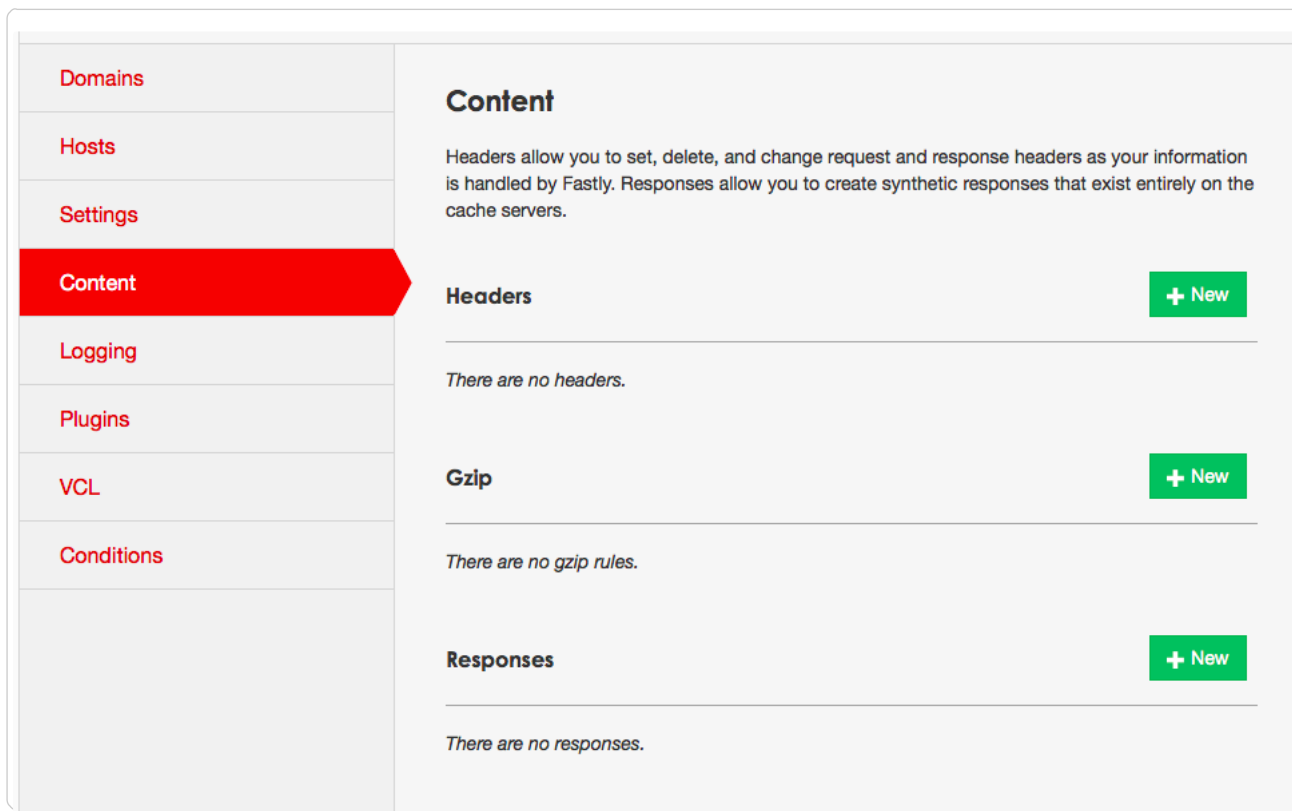 Domains
Hosts
Settings
Content
Logging
Plugins
VCL
Conditions
Content
Headers allow you to set, delete, and change request and response headers as your information
is handled by Fastly. Responses allow you to create synthetic responses that exist entirely on the
cache servers.
Headers
New
There are no headers.
Gzip
New
There are no gzip rules.
Responses
New
There are no responses.